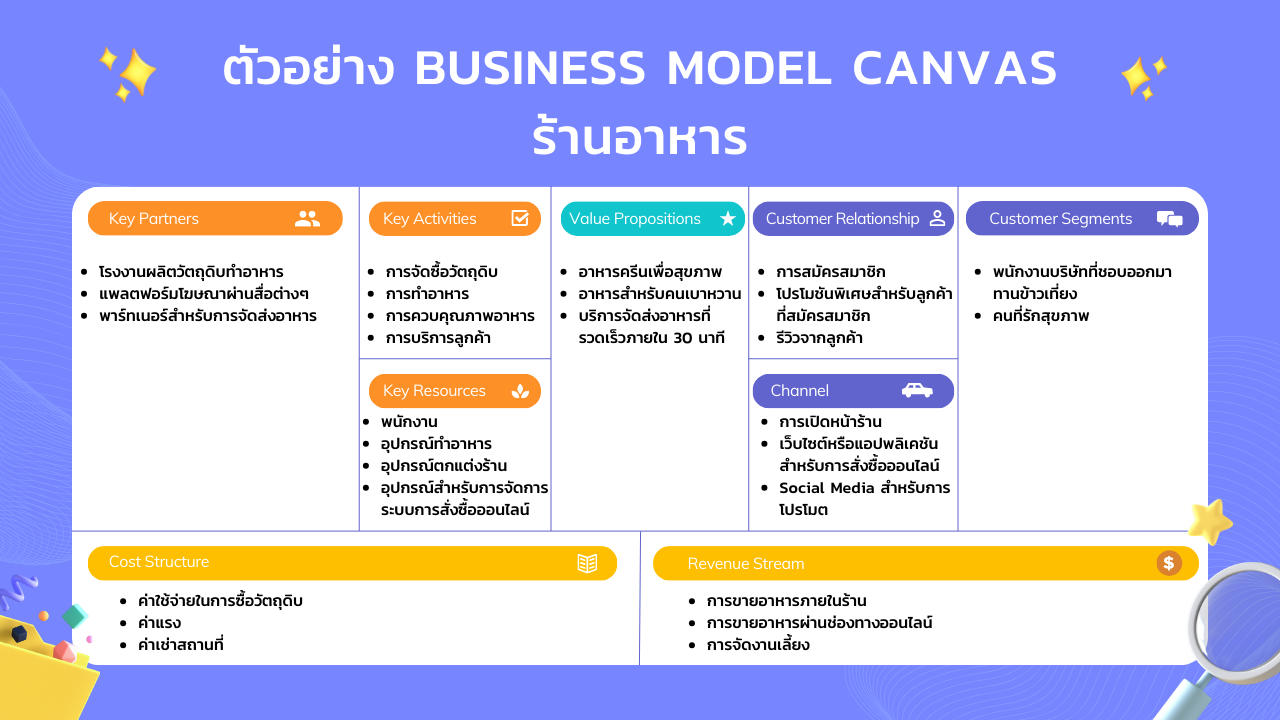 ตัวอย่าง BUSINESS MODEL CANVAS
ร้านอาหาร
Key Partners
โรงงานผลิตวัตถุดิบทำอาหาร
แพลตฟอร์มโฆษณาผ่านสื่อต่างๆ
พาร์ทเนอร์สำหรับการจัดส่งอาหาร
Key Activities
การจัดซื้อวัตถุดิบ
การทำอาหาร
การควบคุณภาพอาหาร
การบริการลูกค้า
Key Resources
พนักงาน
อุปกรณ์ทำอาหาร
อุปกรณ์ตกแต่งร้าน
อุปกรณ์สำหรับการจัดการ
ระบบการสั่งซื้อออนไลน์
Value Propositions
อาหารครีนเพื่อสุขภาพ
อาหารสำหรับคนเบาหวาน
บริการจัดส่งอาหารที่
รวดเร็วภายใน 30 นาที
Customer Relationship
การสมัครสมาชิก
โปรโมชันพิเศษสำหรับลูกค้า
ที่สมัครสมาชิก
รีวิวจากลูกค้า
Channel
การเปิดหน้าร้าน
เว็บไซต์หรือแอปพลิเคชัน
สำหรับการสั่งซื้อออนไลน์
Social Media สำหรับการ
โปรโมต
Customer Segments
พนักงานบริษัทที่ชอบออกมา
ทานข้าวเที่ยง
คนที่รักสุขภาพ
Cost Structure
ค่าใช้จ่ายในการซื้อวัตถุดิบ
ค่าแรง
ค่าเช่าสถานที่
Revenue Stream
$
การขายอาหารภายในร้าน
การขายอาหารผ่านช่องทางออนไลน์
การจัดงานเลี้ยง